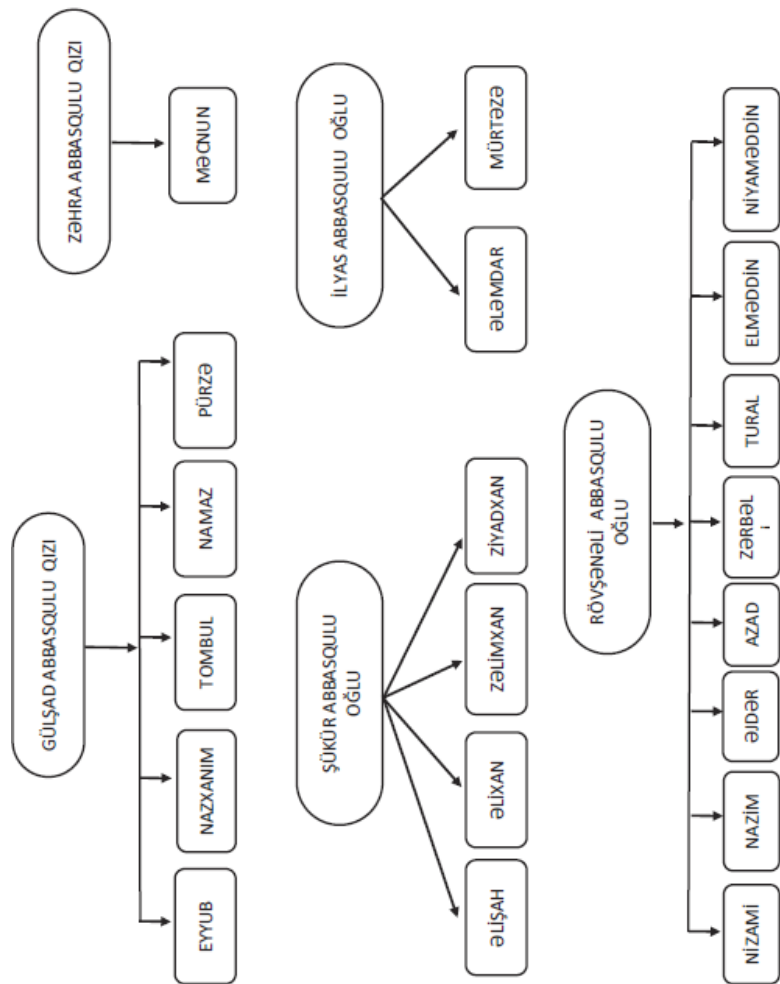 GÜLŞAD ABBASQULU QIZI
EYYUB
NAZXANIM
TOMBUL
NAMAZ
PÜRZƏ
ZƏHRA ABBASQULU QIZI
MƏCNUN
ŞÜKÜR ABBASQULU
OĞLU
ƏLİŞAH
ƏLİXAN
ZƏLİMXAN
ZİYADXAN
İLYAS ABBASQULU OĞLU
ƏLƏMDAR
MÜRTƏZƏ
RÖVŞƏNƏLİ ABBASQULU
OĞLU
NİZAMİ
NAZİM
ƏJDƏR
AZAD
ZƏRBƏL
İ
TURAL
ELMƏDDİN
NİYAMƏDDİN